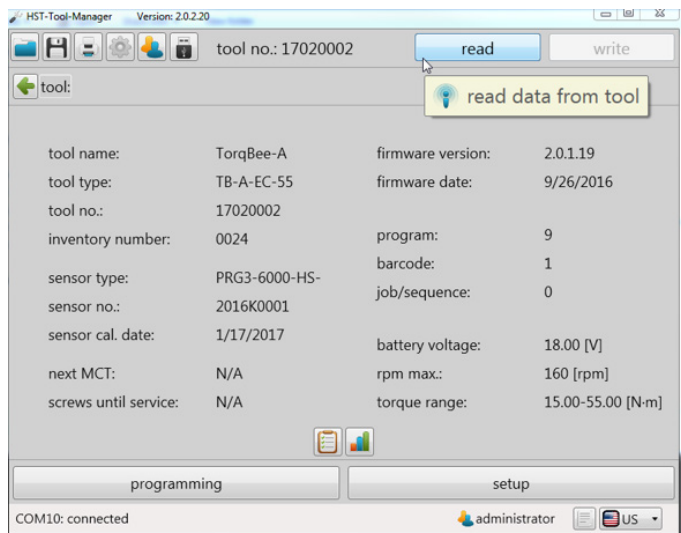 HST-Tool-Manager Version: 2.0.2.20
tool no.: 17020002 read write
tool: read data from tool
tool name: TorqBee-A firmware version: 2.0.1.19
tool type: TB-A-EC-55 firmware date: 9/26/2016
tool no.: 17020002
inventory number: 0024 program: 9
barcode: 1
sensor type: PRG3-6000-HS- job/sequence: 0
sensor no.: 2016K0001
sensor cal. date: 1/17/2017 battery voltage: 18.00 [V]
next MCT: N/A rpm max.: 160 [rpm]
screws until service: N/A torque range: 15.00-55.00 [N·m]
programming setup
COM10: connected administrator US